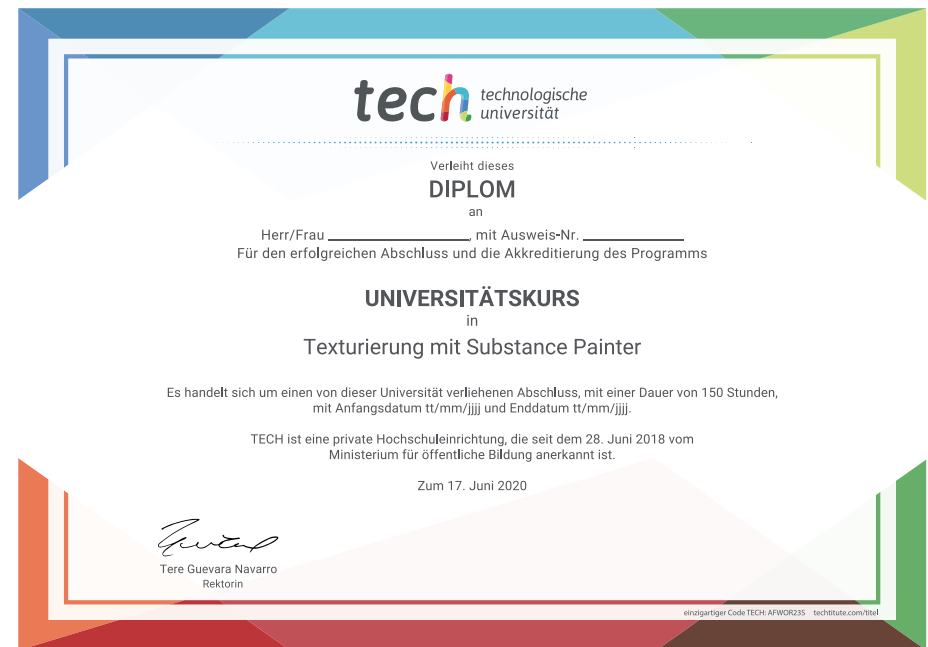 tech technologische
universität
Verleiht dieses
DIPLOM
an
Herr/Frau ____________________, mit Ausweis-Nr. ______________
Für den erfolgreichen Abschluss und die Akkreditierung des Programms
UNIVERSITÄTSKURS
in
Texturierung mit Substance Painter
Es handelt sich um einen von dieser Universität verliehenen Abschluss, mit einer Dauer von 150 Stunden,
mit Anfangsdatum tt/mm/jjjj und Enddatum tt/mm/jjjj.
TECH ist eine private Hochschuleinrichtung, die seit dem 28. Juni 2018 vom
Ministerium für öffentliche Bildung anerkannt ist.
Zum 17. Juni 2020
Tere Guevara Navarro
Rektorin
einzigartiger Code TECH: AFWOR23S techtitute.com/titel